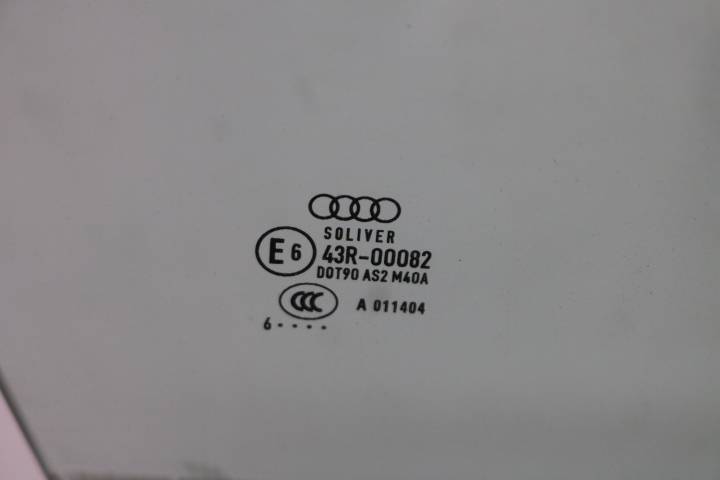 SOLIVER
E6 43R-00082
DOT90 AS2 M40A
CCC A 011404
6····